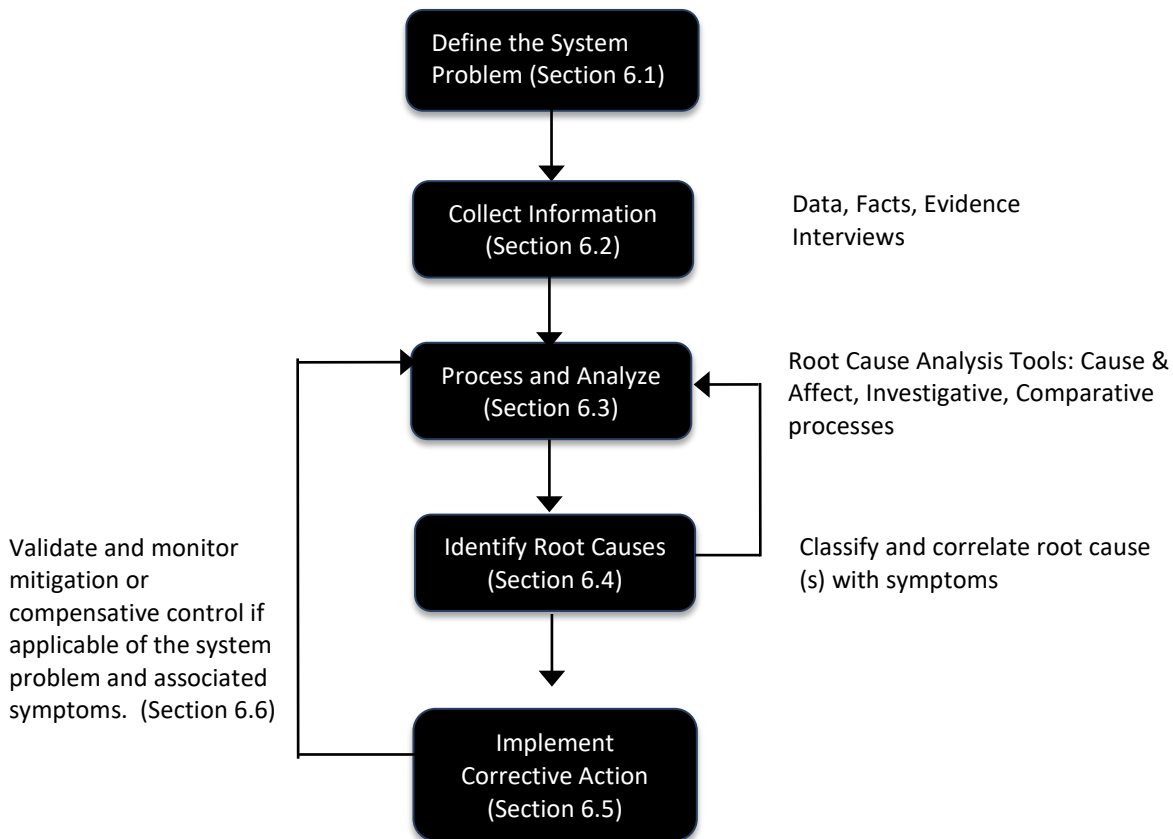 Define the System
Problem (Section 6.1)
Collect Information
(Section 6.2)
Data, Facts, Evidence
Interviews
Process and Analyze
(Section 6.3)
Root Cause Analysis Tools: Cause &
Affect, Investigative, Comparative
processes
Identify Root Causes
(Section 6.4)
Classify and correlate root cause
(s) with symptoms
Validate and monitor
mitigation or
compensative control if
applicable of the system
problem and associated
symptoms.  (Section 6.6)
Implement
Corrective Action
(Section 6.5)